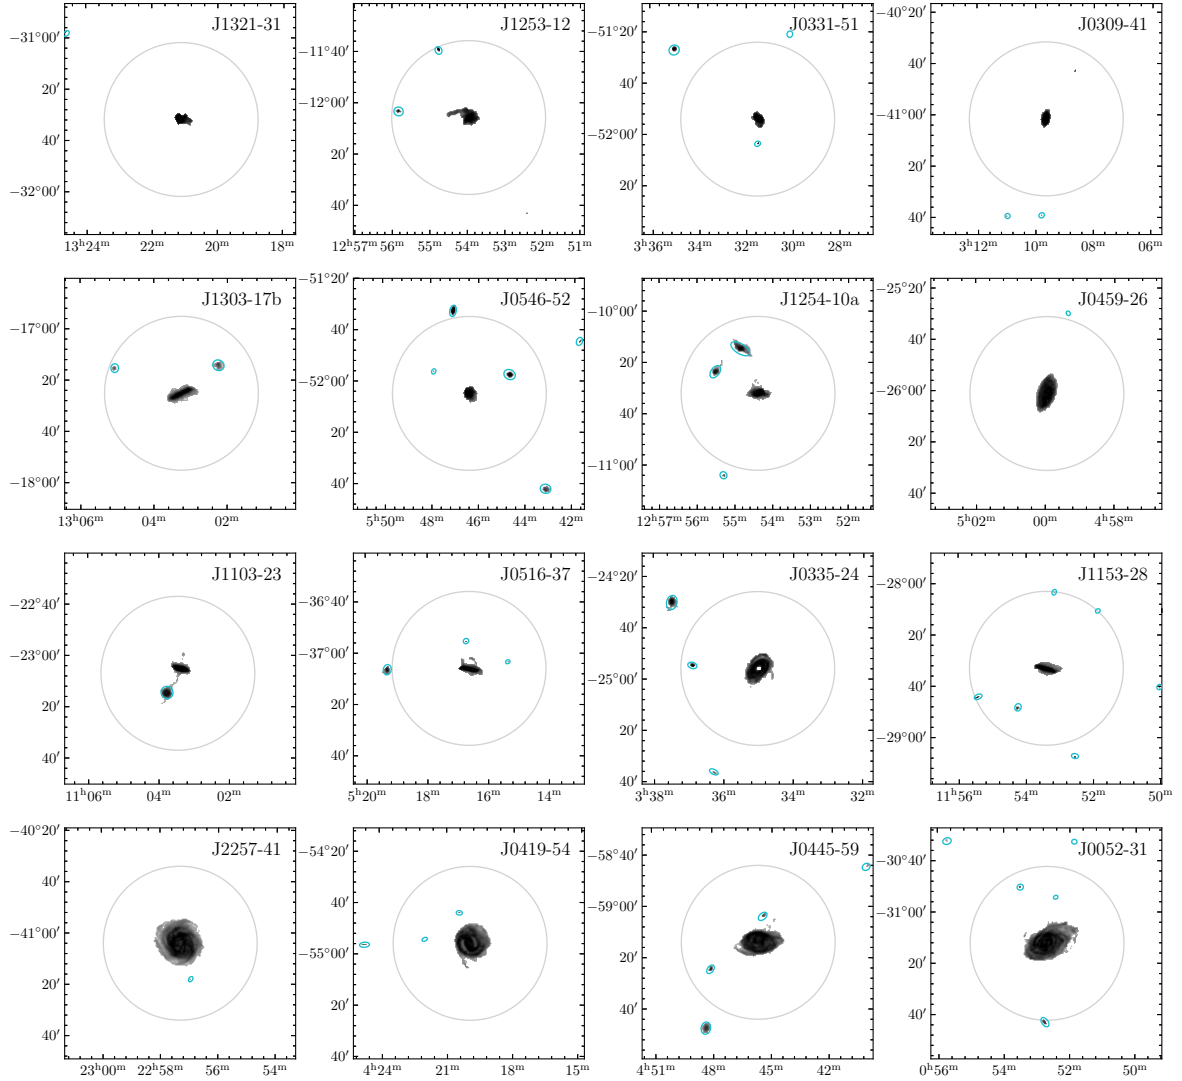 J1321-31
−31°00′
20′
40′
−32°00′
13ʰ24ᵐ 22ᵐ 20ᵐ 18ᵐ
J1253-12
−11°40′
−12°00′
20′
40′
12ʰ57ᵐ 56ᵐ 55ᵐ 54ᵐ 53ᵐ 52ᵐ 51ᵐ
J0331-51
−51°20′
40′
−52°00′
20′
3ʰ36ᵐ 34ᵐ 32ᵐ 30ᵐ 28ᵐ
J0309-41
−40°20′
40′
−41°00′
20′
40′
3ʰ12ᵐ 10ᵐ 08ᵐ 06ᵐ
J1303-17b
−17°00′
20′
40′
−18°00′
13ʰ06ᵐ 04ᵐ 02ᵐ
J0546-52
−51°20′
40′
−52°00′
20′
40′
5ʰ50ᵐ 48ᵐ 46ᵐ 44ᵐ 42ᵐ
J1254-10a
−10°00′
20′
40′
−11°00′
12ʰ57ᵐ 56ᵐ 55ᵐ 54ᵐ 53ᵐ 52ᵐ
J0459-26
−25°20′
40′
−26°00′
20′
40′
5ʰ02ᵐ 00ᵐ 4ʰ58ᵐ
J1103-23
−22°40′
−23°00′
20′
40′
11ʰ06ᵐ 04ᵐ 02ᵐ
J0516-37
−36°40′
−37°00′
20′
40′
5ʰ20ᵐ 18ᵐ 16ᵐ 14ᵐ
J0335-24
−24°20′
40′
−25°00′
20′
40′
3ʰ38ᵐ 36ᵐ 34ᵐ 32ᵐ
J1153-28
−28°00′
20′
40′
−29°00′
11ʰ56ᵐ 54ᵐ 52ᵐ 50ᵐ
J2257-41
−40°20′
40′
−41°00′
20′
40′
23ʰ00ᵐ 22ʰ58ᵐ 56ᵐ 54ᵐ
J0419-54
−54°20′
40′
−55°00′
20′
40′
4ʰ24ᵐ 21ᵐ 18ᵐ 15ᵐ
J0445-59
−58°40′
−59°00′
20′
40′
4ʰ51ᵐ 48ᵐ 45ᵐ 42ᵐ
J0052-31
−30°40′
−31°00′
20′
40′
0ʰ56ᵐ 54ᵐ 52ᵐ 50ᵐ